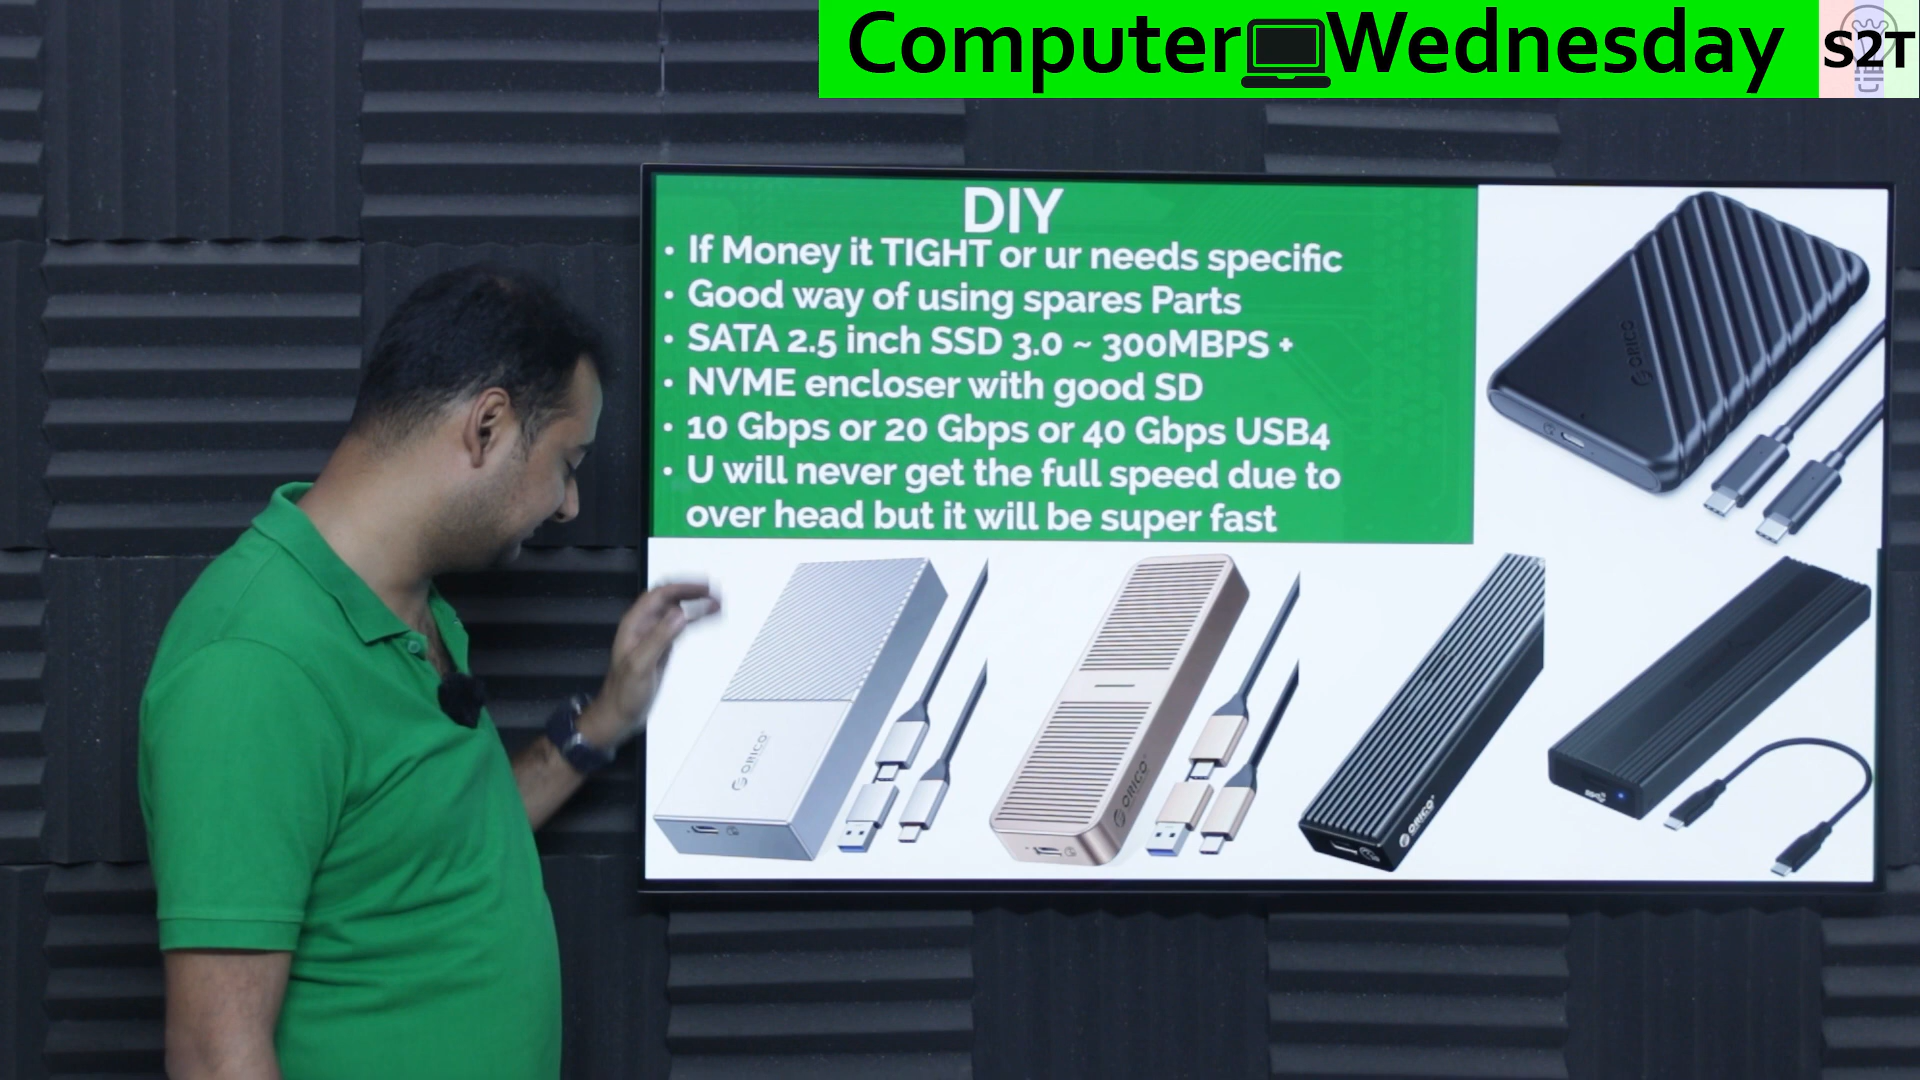 Computer Wednesday
S2T
DIY
• If Money it TIGHT or ur needs specific
• Good way of using spares Parts
• SATA 2.5 inch SSD 3.0 ~ 300MBPS +
• NVME encloser with good SD
• 10 Gbps or 20 Gbps or 40 Gbps USB4
• U will never get the full speed due to
over head but it will be super fast
ORICO
ORICO
ORICO
ORICO